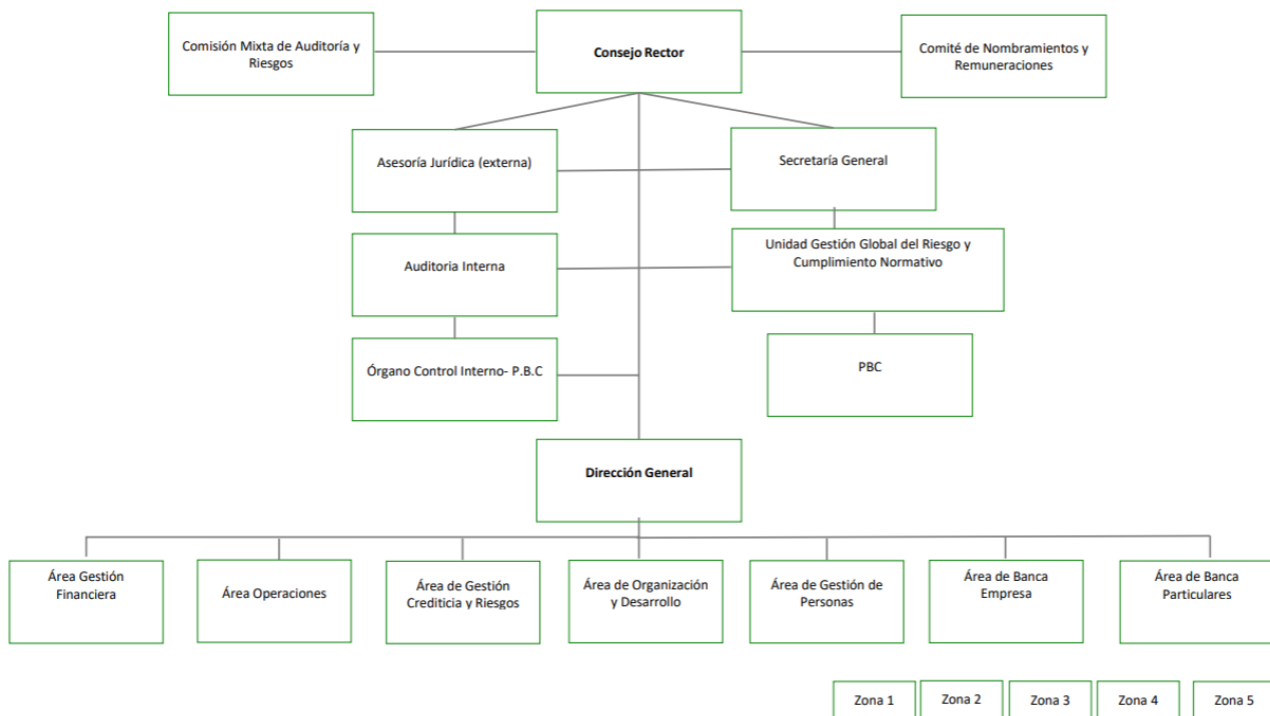 Comisión Mixta de Auditoría y
Riesgos
Consejo Rector
Comité de Nombramientos y
Remuneraciones
Asesoría Jurídica (externa)
Secretaría General
Auditoria Interna
Unidad Gestión Global del Riesgo y
Cumplimiento Normativo
Órgano Control Interno- P.B.C
PBC
Dirección General
Área Gestión
Financiera
Área Operaciones
Área de Gestión
Crediticia y Riesgos
Área de Organización
y Desarrollo
Área de Gestión de
Personas
Área de Banca
Empresa
Área de Banca
Particulares
Zona 1
Zona 2
Zona 3
Zona 4
Zona 5